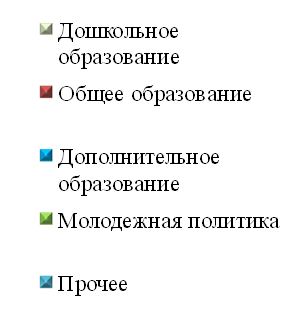 Дошкольное
образование
Общее образование
Дополнительное
образование
Молодежная политика
Прочее